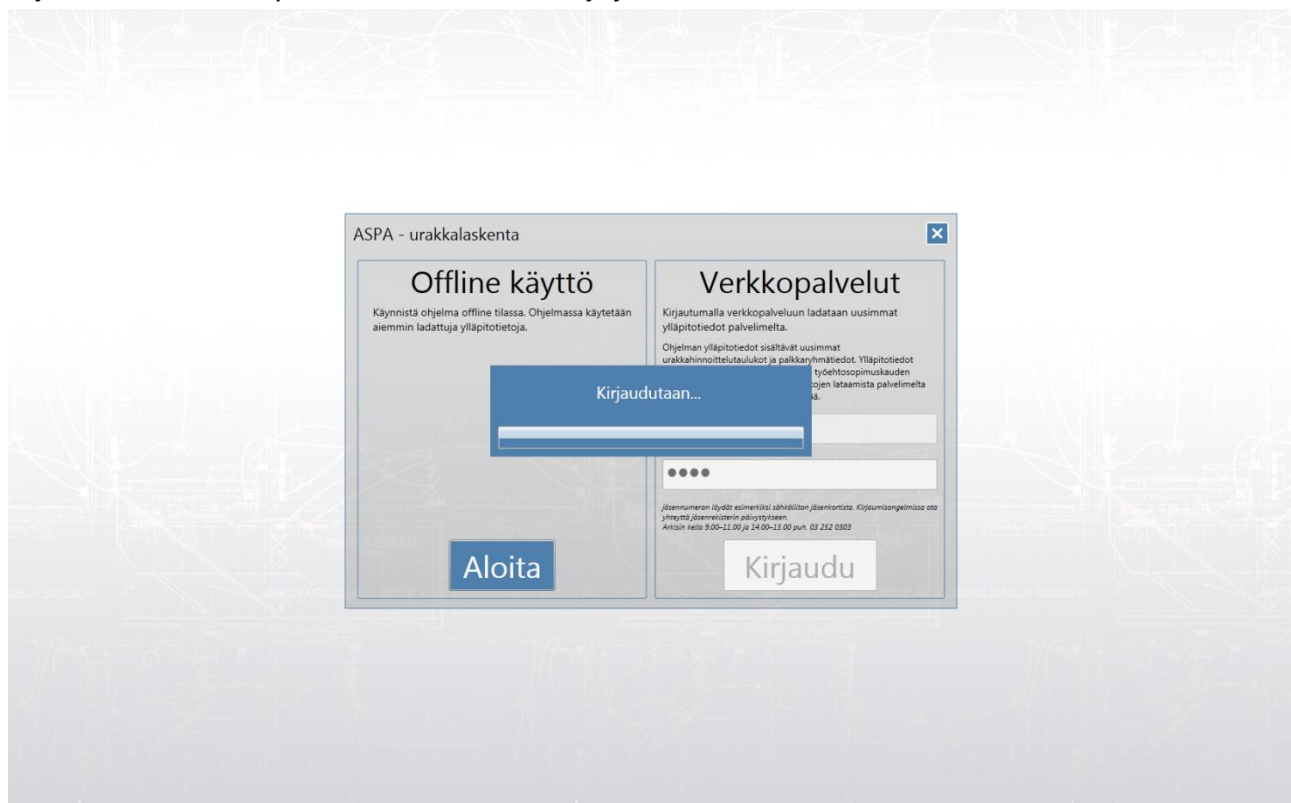 ASPA - urakkalaskenta
Offline käyttö
Käynnistä ohjelma offline tilassa. Ohjelmassa käytetään
aiemmin ladattuja ylläpitotietoja.
Aloita
Verkkopalvelut
Kirjautumalla verkkopalveluun ladataan uusimmat
ylläpitotiedot palvelimelta.
Ohjelman ylläpitotiedot sisältävät uusimmat
urakkahinnoittelutaulukot ja palkkaryhmätiedot. Ylläpitotiedot
työehtosopimuskauden
tojen lataamista palvelimelta
Kirjaudutaan...
●●●●
Jäsennumeron löydät esimerkiksi sähköliiton jäsenkortista. Kirjaumisongelmissa ota
yhteyttä jäsenrekisterin päivystykseen.
Arkisin kello 9.00–11.00 ja 14.00–15.00 puh. 03 252 0303
Kirjaudu